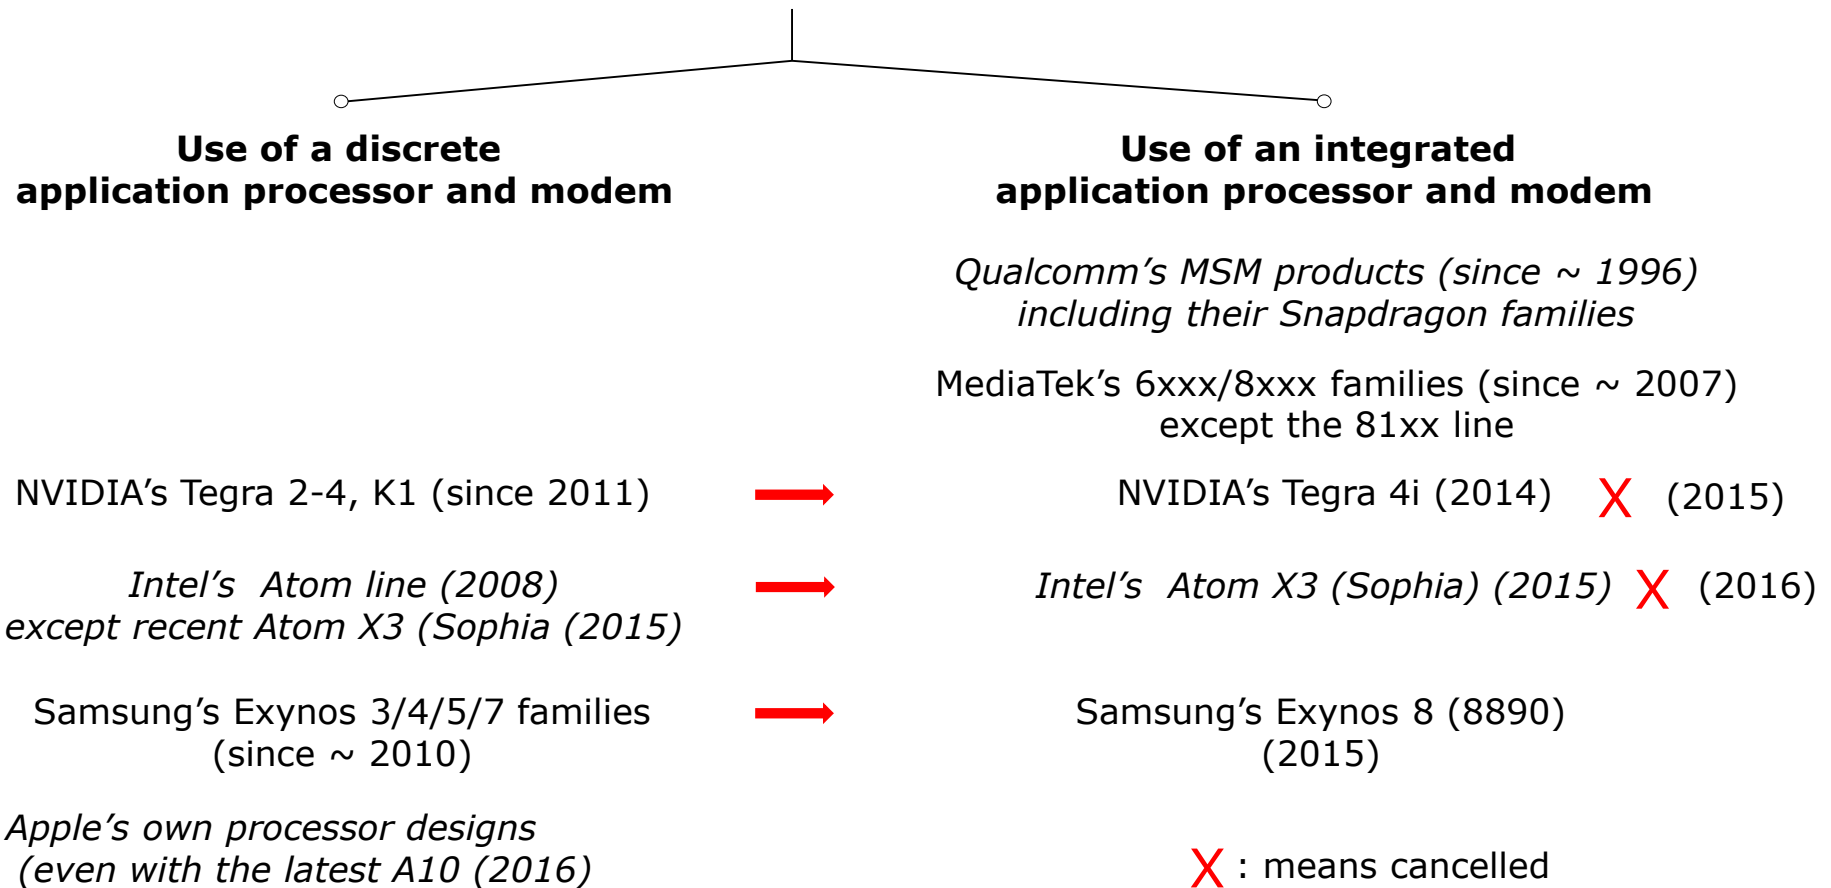 Use of a discrete
application processor and modem
Use of an integrated
application processor and modem
Qualcomm’s MSM products (since ~ 1996)
including their Snapdragon families
MediaTek’s 6xxx/8xxx families (since ~ 2007)
except the 81xx line
NVIDIA’s Tegra 2-4, K1 (since 2011)
NVIDIA’s Tegra 4i (2014) X (2015)
Intel’s Atom line (2008)
except recent Atom X3 (Sophia (2015)
Intel’s Atom X3 (Sophia) (2015) X (2016)
Samsung’s Exynos 3/4/5/7 families
(since ~ 2010)
Samsung’s Exynos 8 (8890)
(2015)
Apple’s own processor designs
(even with the latest A10 (2016)
X : means cancelled